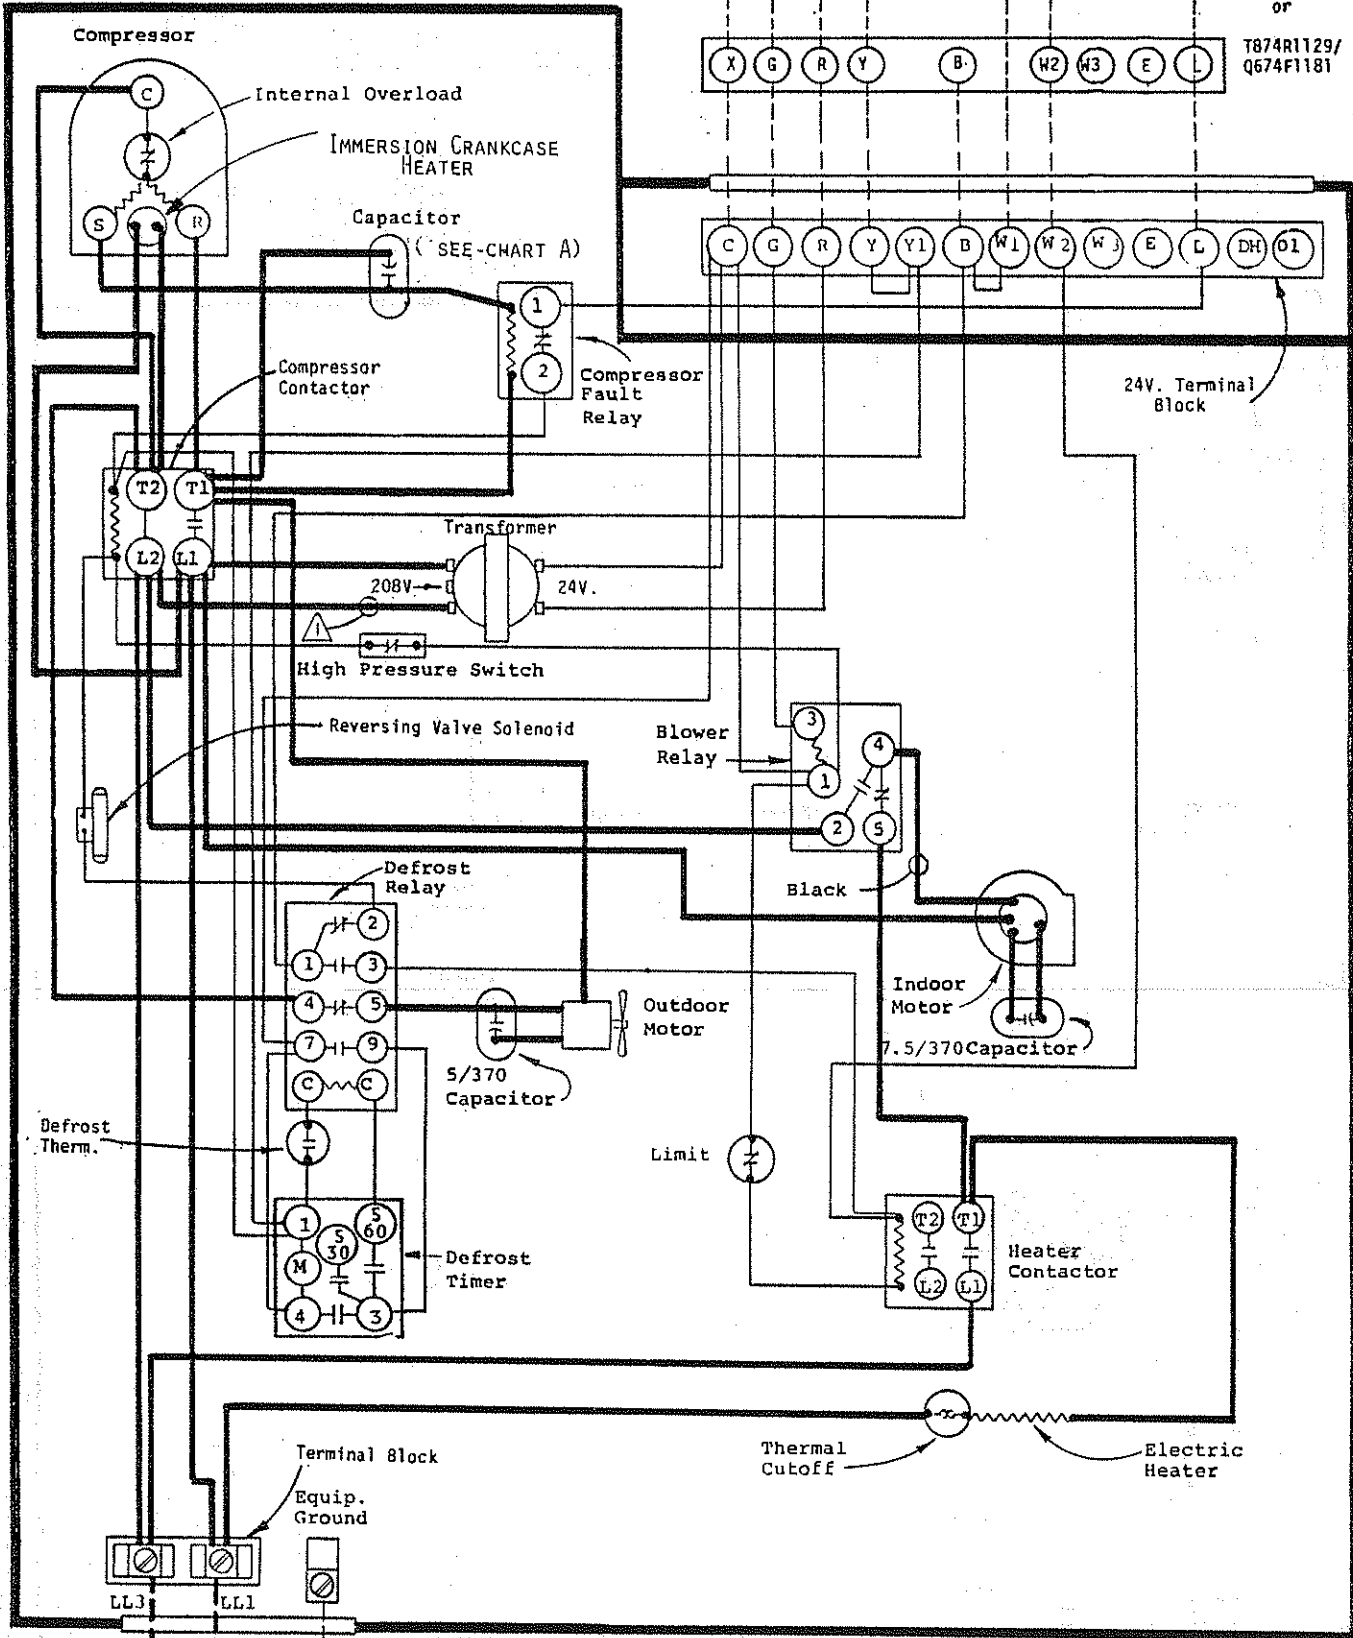 or
T874R1129/
Q674F1181
X G R Y B W2 W3 E L
Compressor
C
Internal Overload
IMMERSION CRANKCASE
HEATER
S R
Capacitor
(SEE-CHART A)
C G R Y Y1 B W1 W2 W3 E L DH O1
1
2
Compressor
Fault
Relay
24V. Terminal
Block
Compressor
Contactor
T2 T1
L2 L1
Transformer
208V
24V.
1
High Pressure Switch
Reversing Valve Solenoid
Blower
Relay
3
4
1
2 5
Black
Defrost
Relay
2
1 3
4 5
7 9
C C
Outdoor
Motor
Indoor
Motor
7.5/370 Capacitor
5/370
Capacitor
Defrost
Therm.
Limit
1
S
30
S
60
M
4 3
Defrost
Timer
T2 T1
L2 L1
Heater
Contactor
Thermal
Cutoff
Electric
Heater
Terminal Block
Equip.
Ground
LL3 LL1